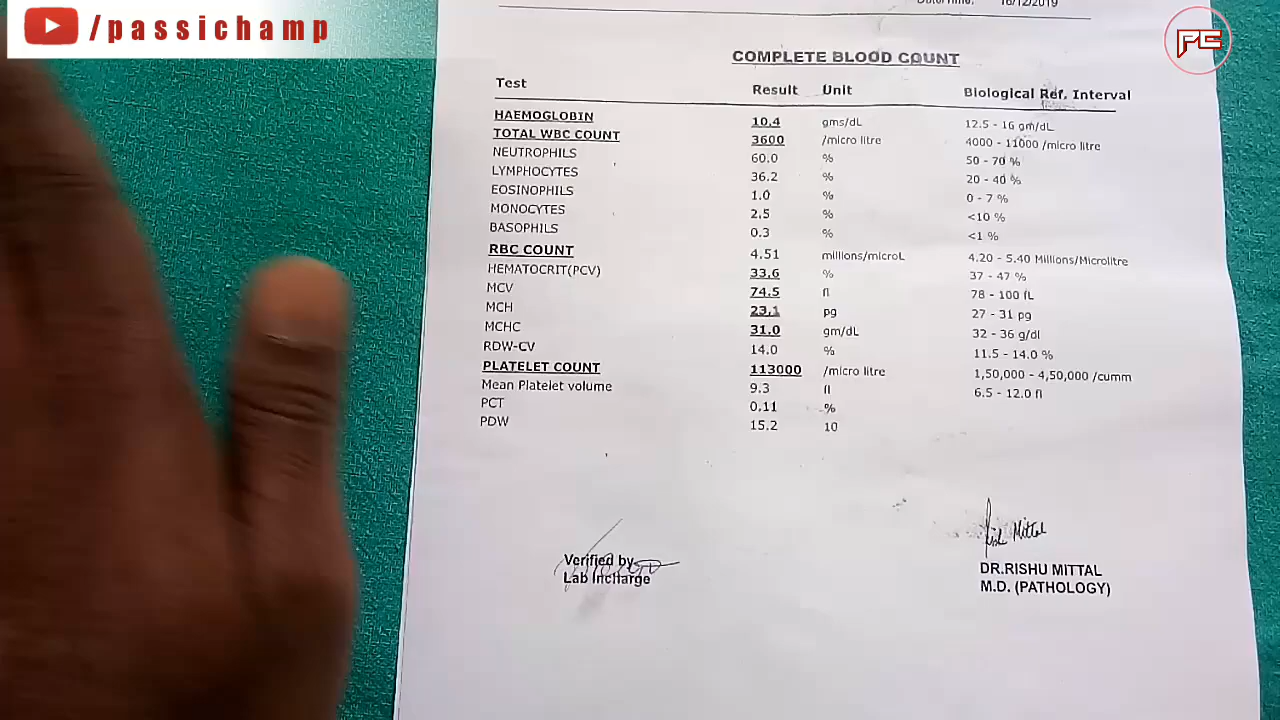 /passichamp
16/12/2019
PC
COMPLETE BLOOD COUNT
Test Result Unit Biological Ref. Interval
HAEMOGLOBIN 10.4 gms/dL 12.5 - 16 gm/dL
TOTAL WBC COUNT 3600 /micro litre 4000 - 11000 /micro litre
NEUTROPHILS 60.0 % 50 - 70 %
LYMPHOCYTES 36.2 % 20 - 40 %
EOSINOPHILS 1.0 % 0 - 7 %
MONOCYTES 2.5 % <10 %
BASOPHILS 0.3 % <1 %
RBC COUNT 4.51 millions/microL 4.20 - 5.40 Millions/Microlitre
HEMATOCRIT(PCV) 33.6 % 37 - 47 %
MCV 74.5 fl 78 - 100 fL
MCH 23.1 pg 27 - 31 pg
MCHC 31.0 gm/dL 32 - 36 g/dl
RDW-CV 14.0 % 11.5 - 14.0 %
PLATELET COUNT 113000 /micro litre 1,50,000 - 4,50,000 /cumm
Mean Platelet volume 9.3 fl 6.5 - 12.0 fl
PCT 0.11 %
PDW 15.2 10
Mittal
Verified by
Lab Incharge
DR.RISHU MITTAL
M.D. (PATHOLOGY)